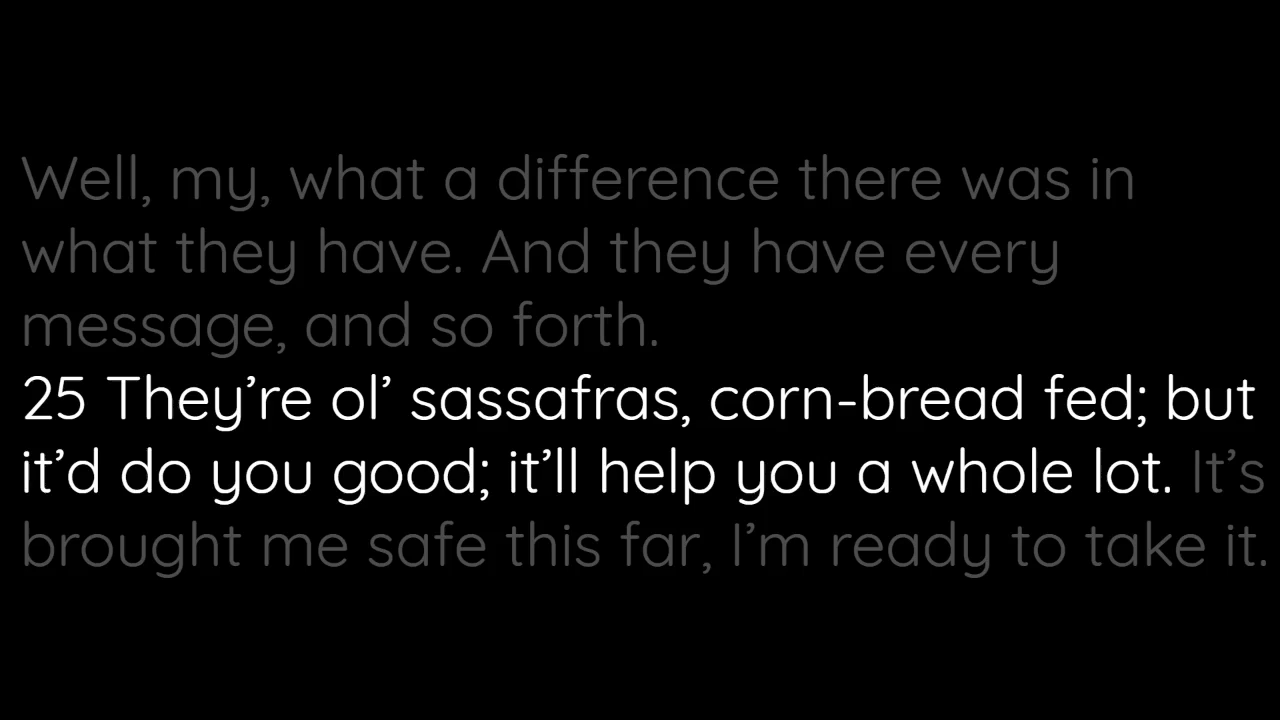 Well, my, what a difference there was in
what they have. And they have every
message, and so forth.
25 They’re ol’ sassafras, corn-bread fed; but
it’d do you good; it’ll help you a whole lot. It’s
brought me safe this far, I’m ready to take it.